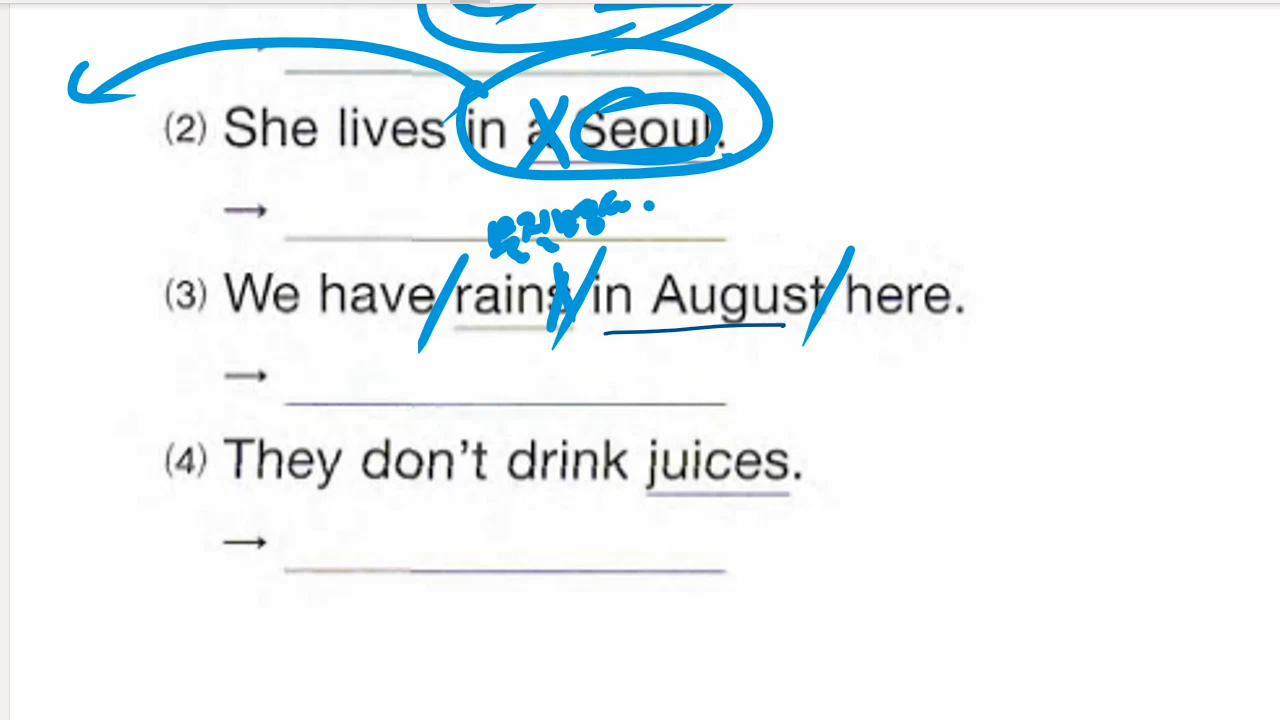 (2) She lives in a Seoul.
→
(3) We have rains in August here.
→
(4) They don't drink juices.
→